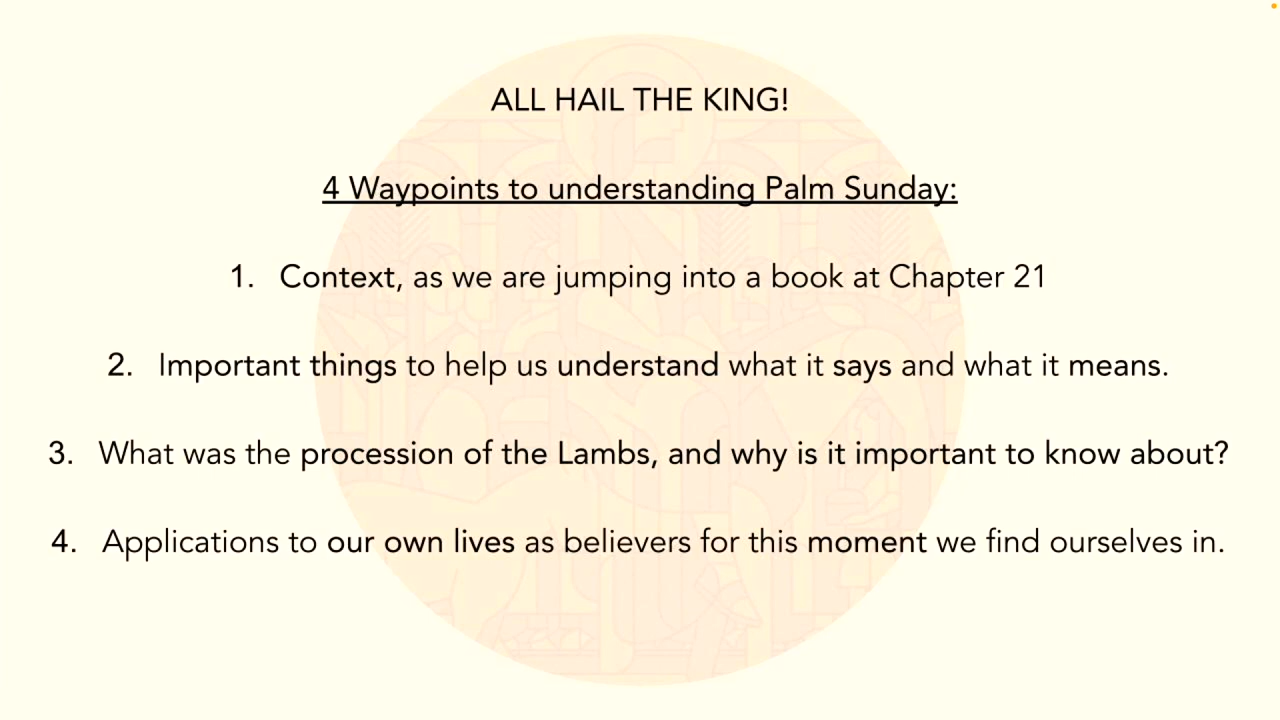 ALL HAIL THE KING!
4 Waypoints to understanding Palm Sunday:
1. Context, as we are jumping into a book at Chapter 21
2. Important things to help us understand what it says and what it means.
3. What was the procession of the Lambs, and why is it important to know about?
4. Applications to our own lives as believers for this moment we find ourselves in.